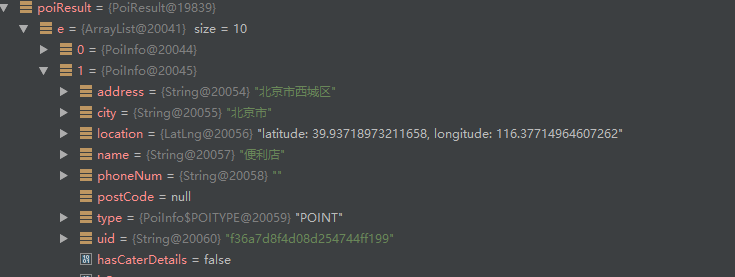 poiResult = {PoiResult@19839}
e = {ArrayList@20041} size = 10
0 = {PoiInfo@20044}
1 = {PoiInfo@20045}
address = {String@20054} "北京市西城区"
city = {String@20055} "北京市"
location = {LatLng@20056} "latitude: 39.93718973211658, longitude: 116.37714964607262"
name = {String@20057} "便利店"
phoneNum = {String@20058} ""
postCode = null
type = {PoiInfo$POITYPE@20059} "POINT"
uid = {String@20060} "f36a7d8f4d08d254744ff199"
hasCaterDetails = false